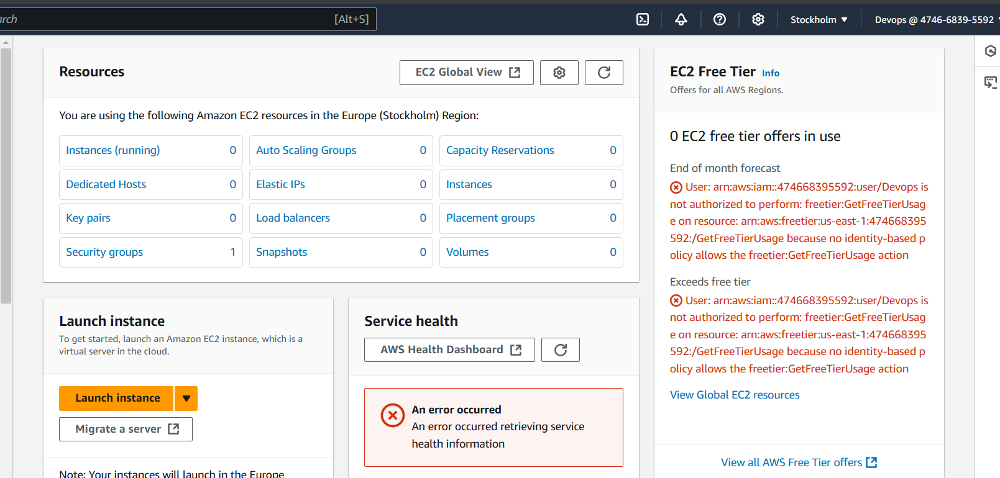 [Alt+S]
Stockholm ▼
Devops @ 4746-6839-5592
Resources
EC2 Global View
You are using the following Amazon EC2 resources in the Europe (Stockholm) Region:
Instances (running) 0
Auto Scaling Groups 0
Capacity Reservations 0
Dedicated Hosts 0
Elastic IPs 0
Instances 0
Key pairs 0
Load balancers 0
Placement groups 0
Security groups 1
Snapshots 0
Volumes 0
Launch instance
To get started, launch an Amazon EC2 instance, which is a
virtual server in the cloud.
Launch instance
Migrate a server
Note: Your instances will launch in the Europe
Service health
AWS Health Dashboard
An error occurred
An error occurred retrieving service
health information
EC2 Free Tier Info
Offers for all AWS Regions.
0 EC2 free tier offers in use
End of month forecast
User: arn:aws:iam::474668395592:user/Devops is
not authorized to perform: freetier:GetFreeTierUsag
e on resource: arn:aws:freetier:us-east-1:474668395
592:/GetFreeTierUsage because no identity-based p
olicy allows the freetier:GetFreeTierUsage action
Exceeds free tier
User: arn:aws:iam::474668395592:user/Devops is
not authorized to perform: freetier:GetFreeTierUsag
e on resource: arn:aws:freetier:us-east-1:474668395
592:/GetFreeTierUsage because no identity-based p
olicy allows the freetier:GetFreeTierUsage action
View Global EC2 resources
View all AWS Free Tier offers